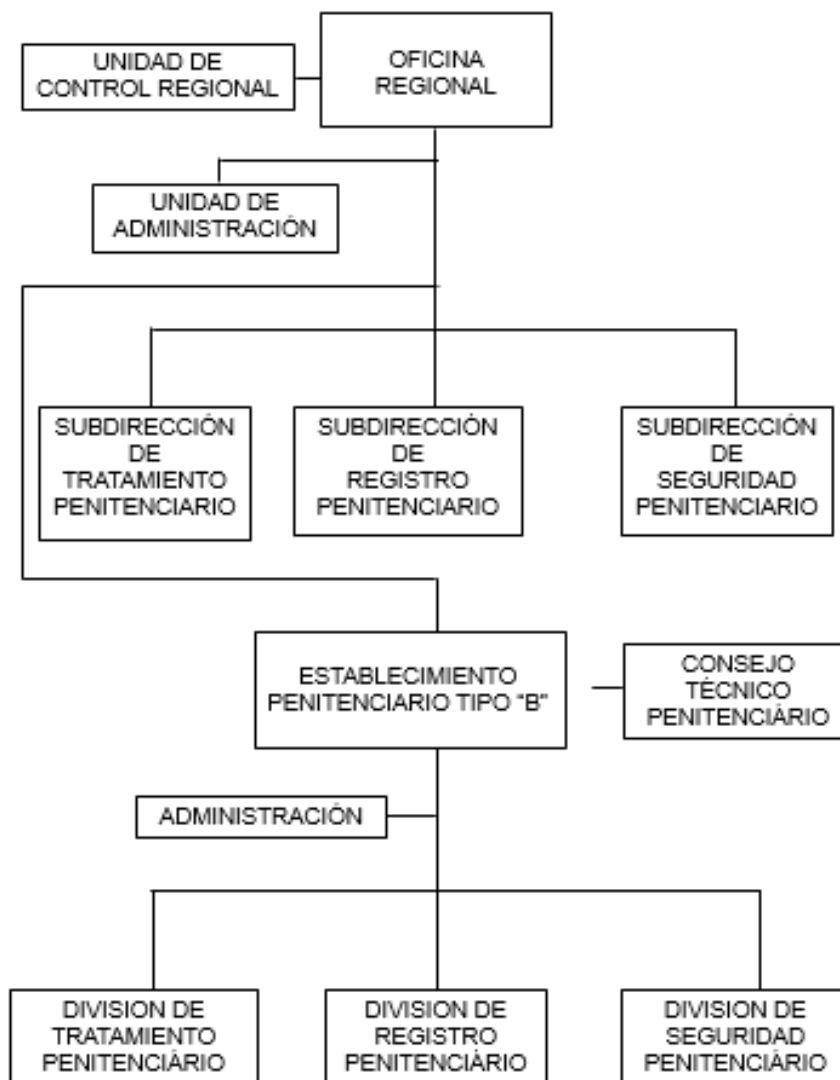 UNIDAD DE
CONTROL REGIONAL
OFICINA
REGIONAL
UNIDAD DE
ADMINISTRACIÓN
SUBDIRECCIÓN
DE
TRATAMIENTO
PENITENCIARIO
SUBDIRECCIÓN
DE
REGISTRO
PENITENCIARIO
SUBDIRECCIÓN
DE
SEGURIDAD
PENITENCIARIO
ESTABLECIMIENTO
PENITENCIARIO TIPO "B"
CONSEJO
TÉCNICO
PENITENCIÁRIO
ADMINISTRACIÓN
DIVISION DE
TRATAMIENTO
PENITENCIÁRIO
DIVISION DE
REGISTRO
PENITENCIÁRIO
DIVISION DE
SEGURIDAD
PENITENCIÁRIO